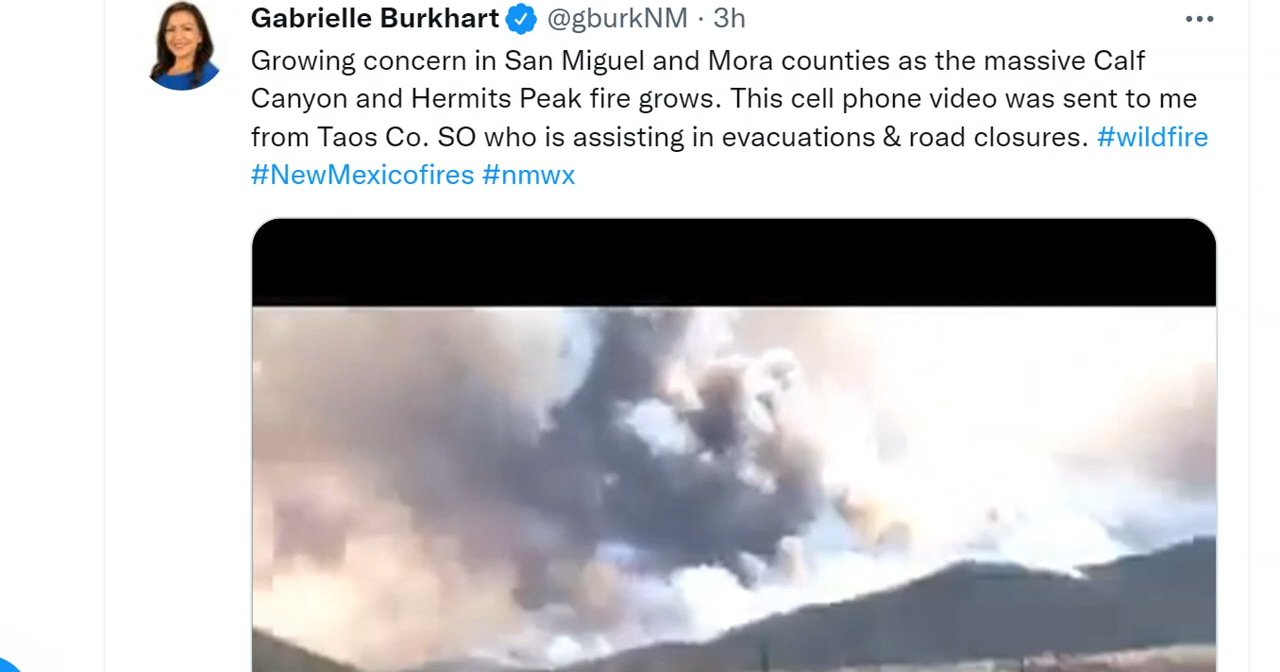 Gabrielle Burkhart @gburkNM · 3h
Growing concern in San Miguel and Mora counties as the massive Calf
Canyon and Hermits Peak fire grows. This cell phone video was sent to me
from Taos Co. SO who is assisting in evacuations & road closures. #wildfire
#NewMexicofires #nmwx